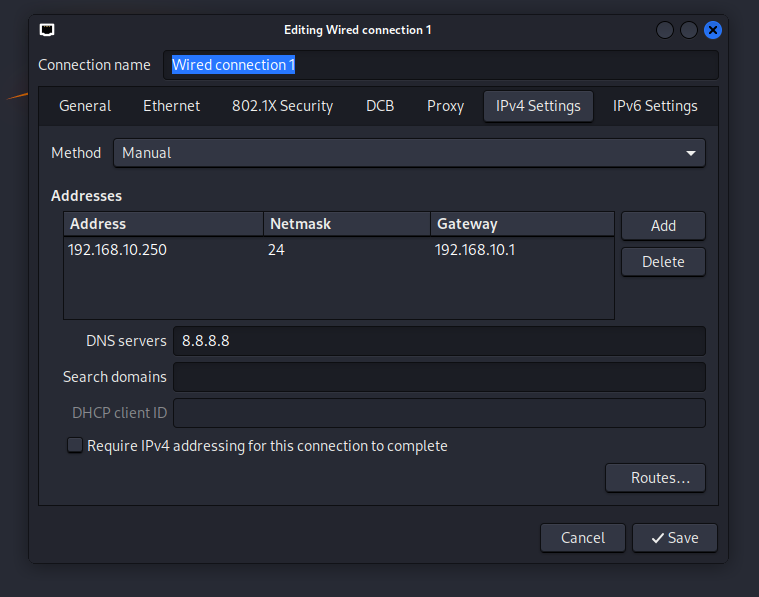 Editing Wired connection 1
Connection name Wired connection 1
General Ethernet 802.1X Security DCB Proxy IPv4 Settings IPv6 Settings
Method Manual
Addresses
Address Netmask Gateway
192.168.10.250 24 192.168.10.1
Add
Delete
DNS servers 8.8.8.8
Search domains
DHCP client ID
Require IPv4 addressing for this connection to complete
Routes...
Cancel Save